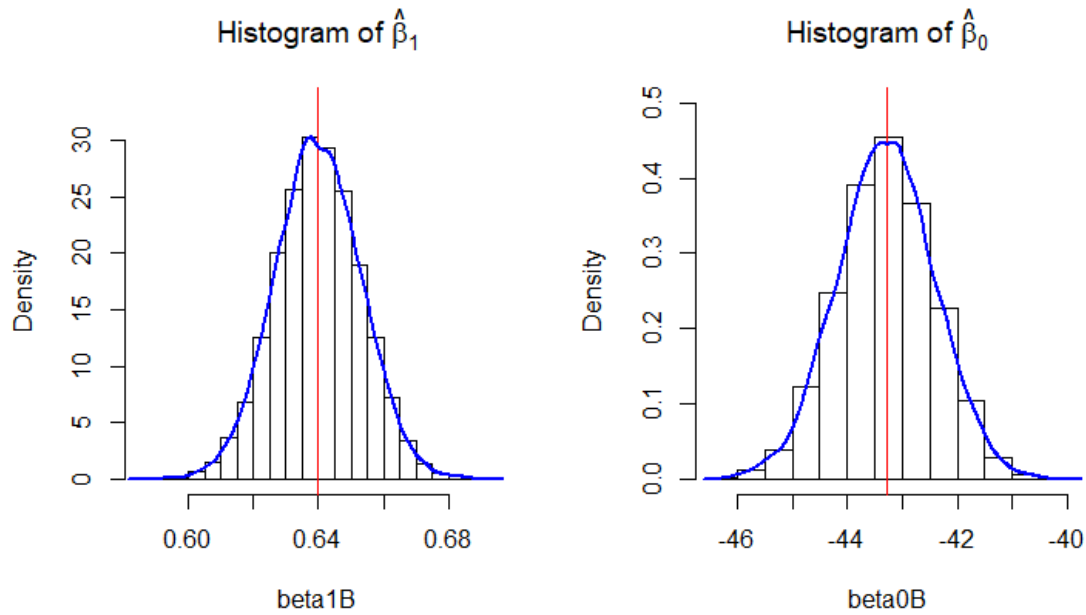 Histogram of β̂₁
Density
30
25
20
15
10
5
0
0.60 0.64 0.68
beta1B
Histogram of β̂₀
Density
0.5
0.4
0.3
0.2
0.1
0.0
-46 -44 -42 -40
beta0B